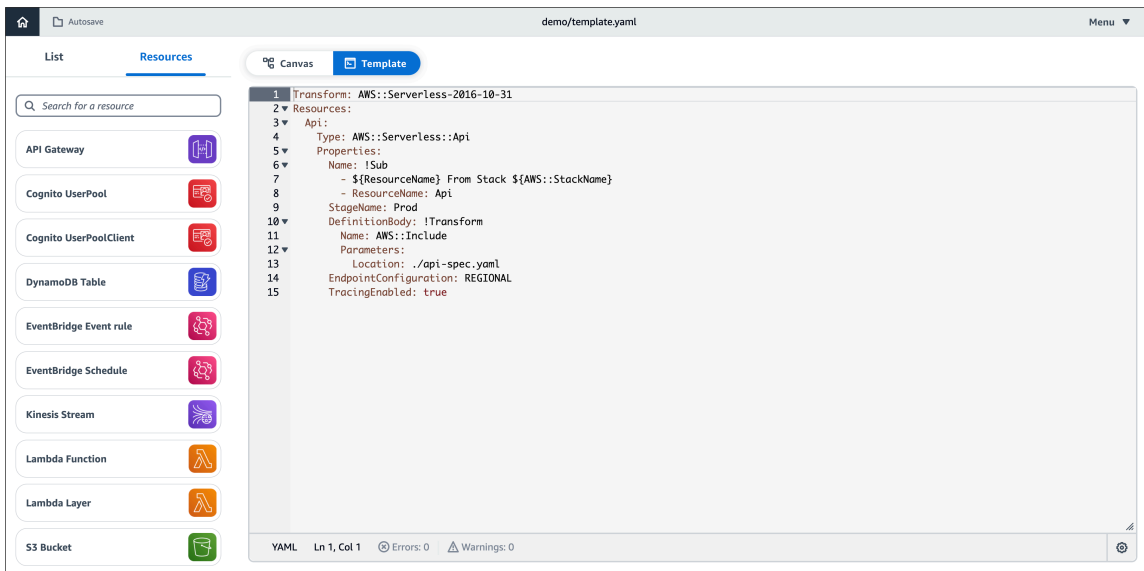 Autosave
demo/template.yaml
Menu
List
Resources
Canvas
Template
Search for a resource
API Gateway
Cognito UserPool
Cognito UserPoolClient
DynamoDB Table
EventBridge Event rule
EventBridge Schedule
Kinesis Stream
Lambda Function
Lambda Layer
S3 Bucket
1 Transform: AWS::Serverless-2016-10-31
2 Resources:
3   Api:
4     Type: AWS::Serverless::Api
5     Properties:
6       Name: !Sub
7         - ${ResourceName} From Stack ${AWS::StackName}
8         - ResourceName: Api
9       StageName: Prod
10       DefinitionBody: !Transform
11         Name: AWS::Include
12         Parameters:
13           Location: ./api-spec.yaml
14       EndpointConfiguration: REGIONAL
15       TracingEnabled: true
YAML Ln 1, Col 1 Errors: 0 Warnings: 0